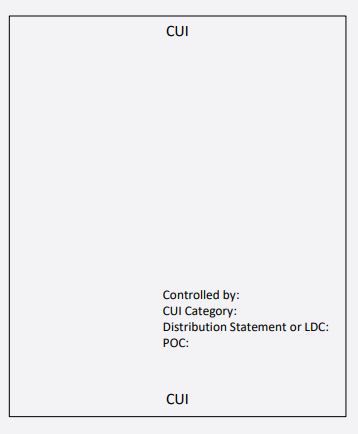 CUI
Controlled by:
CUI Category:
Distribution Statement or LDC:
POC:
CUI